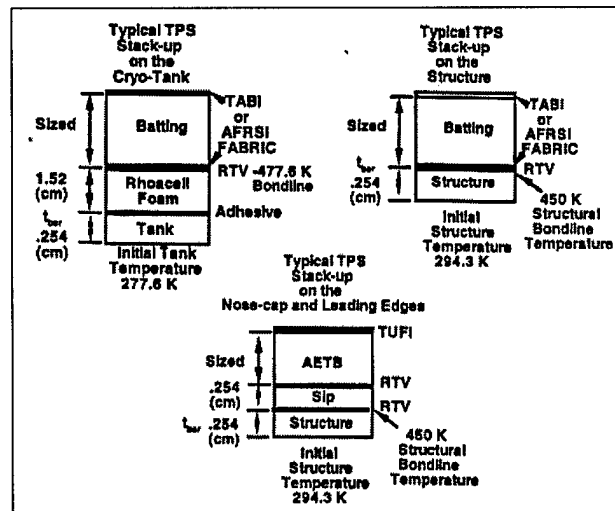 Typical TPS
Stack-up
on the
Cryo-Tank
Sized
Batting
TABI
or
AFRSI
FABRIC
1.52
(cm)
Rhoacell
Foam
RTV -477.6 K
Bondline
Adhesive
t_bar
.254
(cm)
Tank
Initial Tank
Temperature
277.6 K
Typical TPS
Stack-up
on the
Structure
Sized
Batting
TABI
or
AFRSI
FABRIC
RTV
t_bar
.254
(cm)
Structure
450 K
Structural
Bondline
Temperature
Initial
Structure
Temperature
294.3 K
Typical TPS
Stack-up
on the
Nose-cap and Leading Edges
TUFI
Sized
AETB
RTV
.254
(cm)
Sip
RTV
t_bar .254
(cm)
Structure
450 K
Structural
Bondline
Temperature
Initial
Structure
Temperature
294.3 K